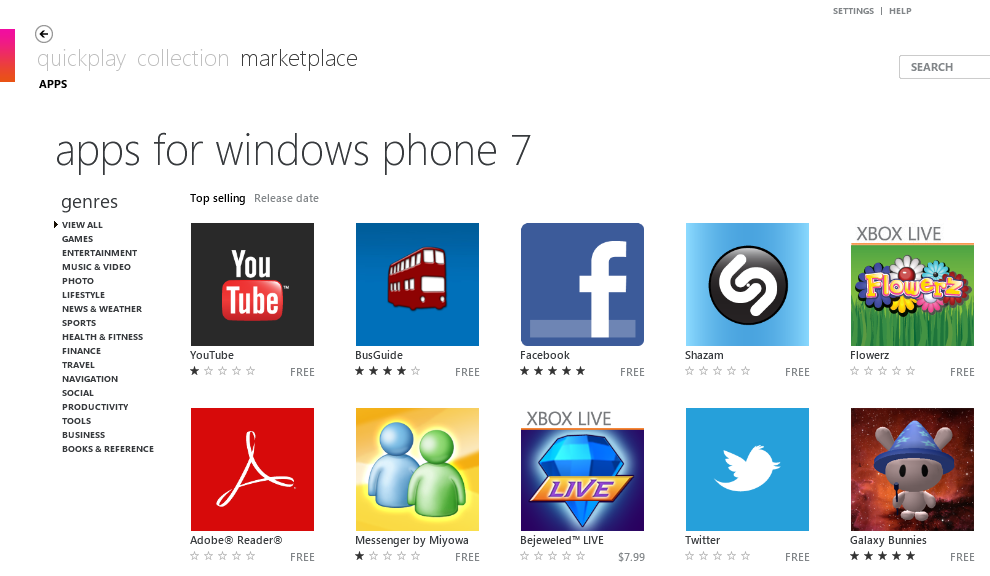 SETTINGS | HELP
quickplay collection marketplace
SEARCH
APPS
apps for windows phone 7
genres
VIEW ALL
GAMES
ENTERTAINMENT
MUSIC & VIDEO
PHOTO
LIFESTYLE
NEWS & WEATHER
SPORTS
HEALTH & FITNESS
FINANCE
TRAVEL
NAVIGATION
SOCIAL
PRODUCTIVITY
TOOLS
BUSINESS
BOOKS & REFERENCE
Top selling Release date
You
Tube™
YouTube
FREE
BusGuide
FREE
f
Facebook
FREE
Shazam
FREE
XBOX LIVE
Flowerz
Flowerz
FREE
Adobe® Reader®
FREE
Messenger by Miyowa
FREE
XBOX LIVE
LIVE
Bejeweled™ LIVE
$7.99
Twitter
FREE
Galaxy Bunnies
FREE